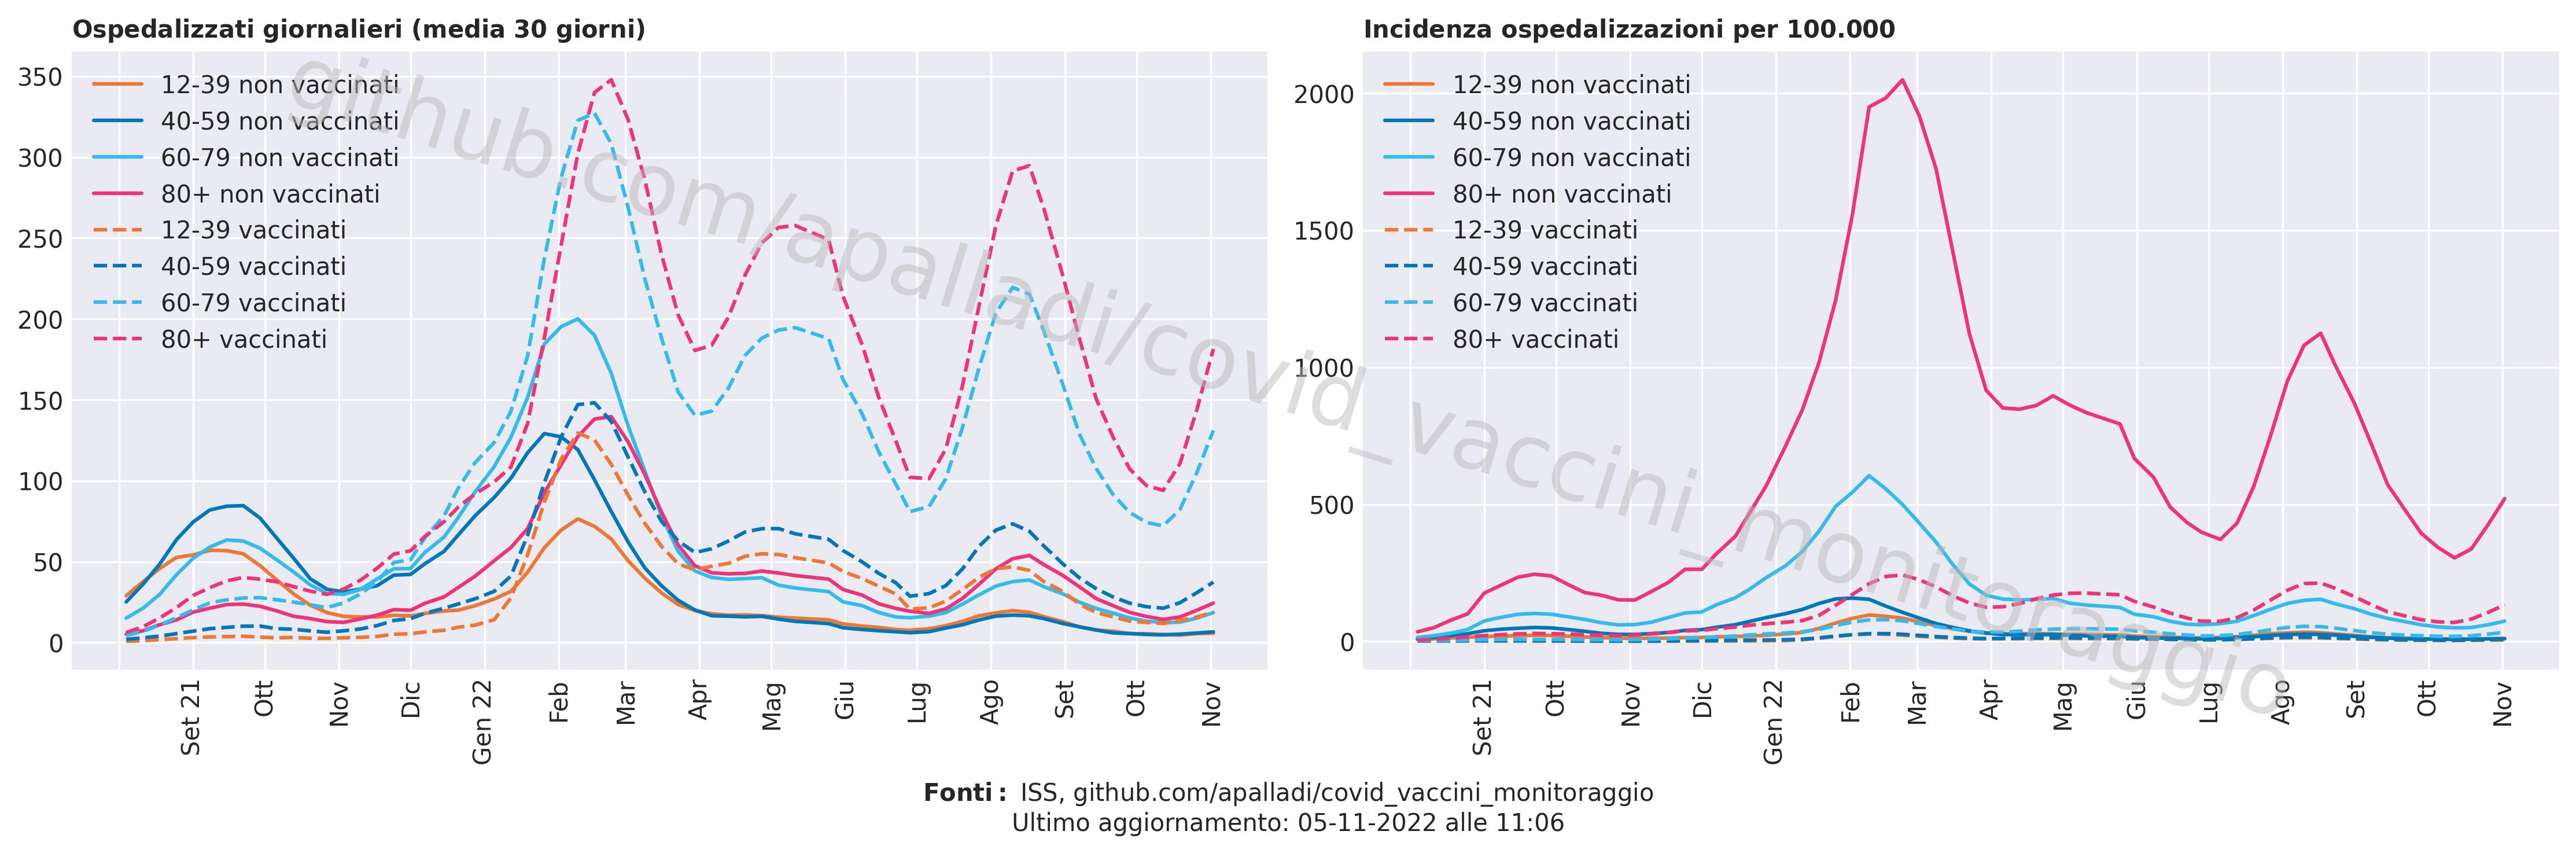 Ospedalizzati giornalieri (media 30 giorni)
350
300
250
200
150
100
50
0
12-39 non vaccinati
40-59 non vaccinati
60-79 non vaccinati
80+ non vaccinati
12-39 vaccinati
40-59 vaccinati
60-79 vaccinati
80+ vaccinati
Set 21
Ott
Nov
Dic
Gen 22
Feb
Mar
Apr
Mag
Giu
Lug
Ago
Set
Ott
Nov
Incidenza ospedalizzazioni per 100.000
2000
1500
1000
500
0
12-39 non vaccinati
40-59 non vaccinati
60-79 non vaccinati
80+ non vaccinati
12-39 vaccinati
40-59 vaccinati
60-79 vaccinati
80+ vaccinati
Set 21
Ott
Nov
Dic
Gen 22
Feb
Mar
Apr
Mag
Giu
Lug
Ago
Set
Ott
Nov
github.com/apalladi/covid_vaccini_monitoraggio
Fonti: ISS, github.com/apalladi/covid_vaccini_monitoraggio
Ultimo aggiornamento: 05-11-2022 alle 11:06